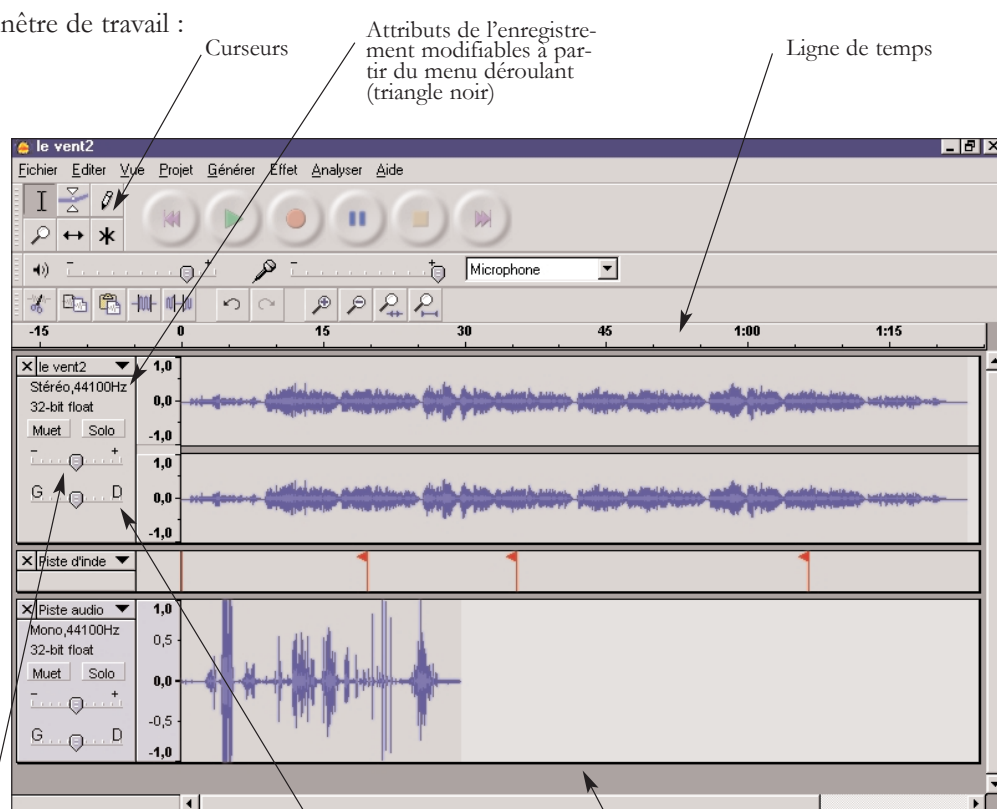 nêtre de travail :
Curseurs
Attributs de l'enregistre-
ment modifiables à par-
tir du menu déroulant
(triangle noir)
Ligne de temps
le vent2
Fichier Editer Vue Projet Générer Effet Analyser Aide
Microphone
-15 0 15 30 45 1:00 1:15
le vent2
Stéréo,44100Hz
32-bit float
Muet Solo
- +
G D
1,0
0,0
-1,0
1,0
0,0
-1,0
Piste d'inde
Piste audio
Mono,44100Hz
32-bit float
Muet Solo
- +
G D
1,0
0,5
0,0
-0,5
-1,0